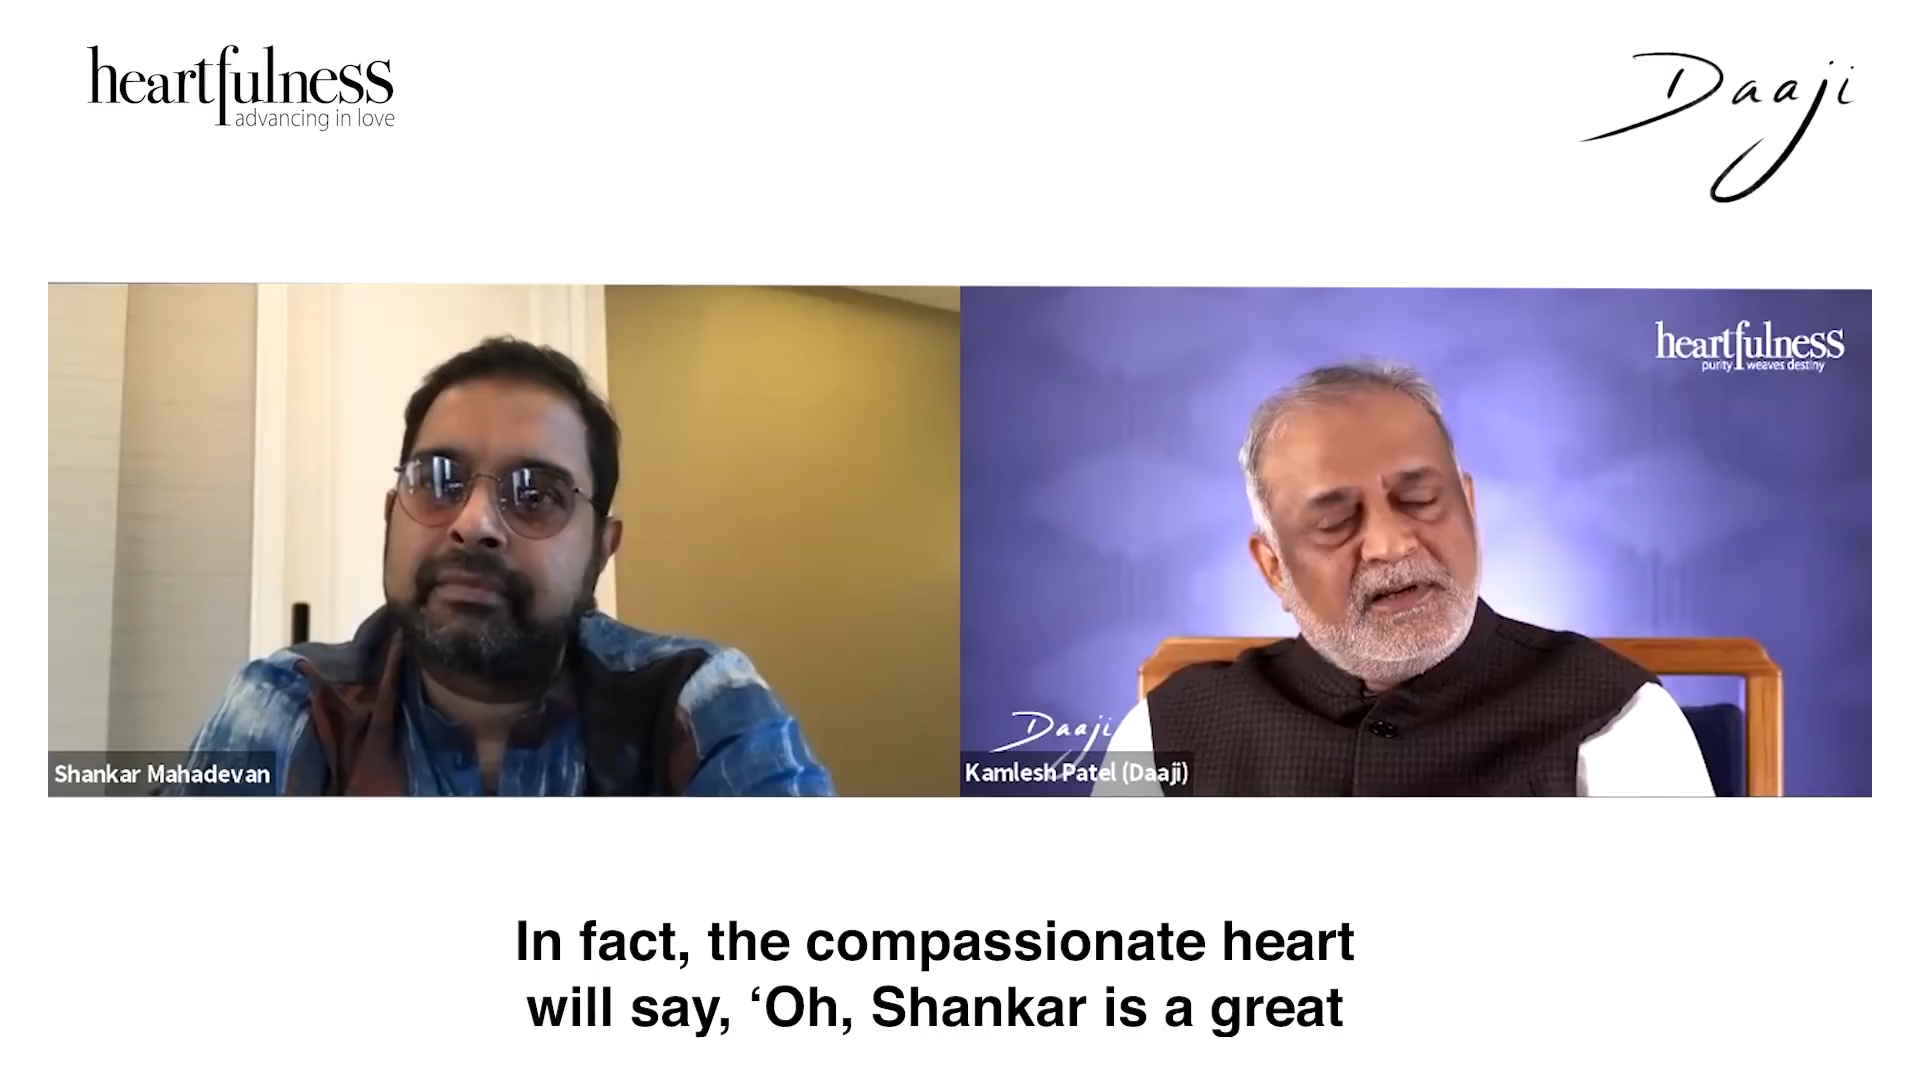 heartfulness
advancing in love
Daaji
heartfulness
purity weaves destiny
Daaji
Shankar Mahadevan
Kamlesh Patel (Daaji)
In fact, the compassionate heart
will say, ‘Oh, Shankar is a great